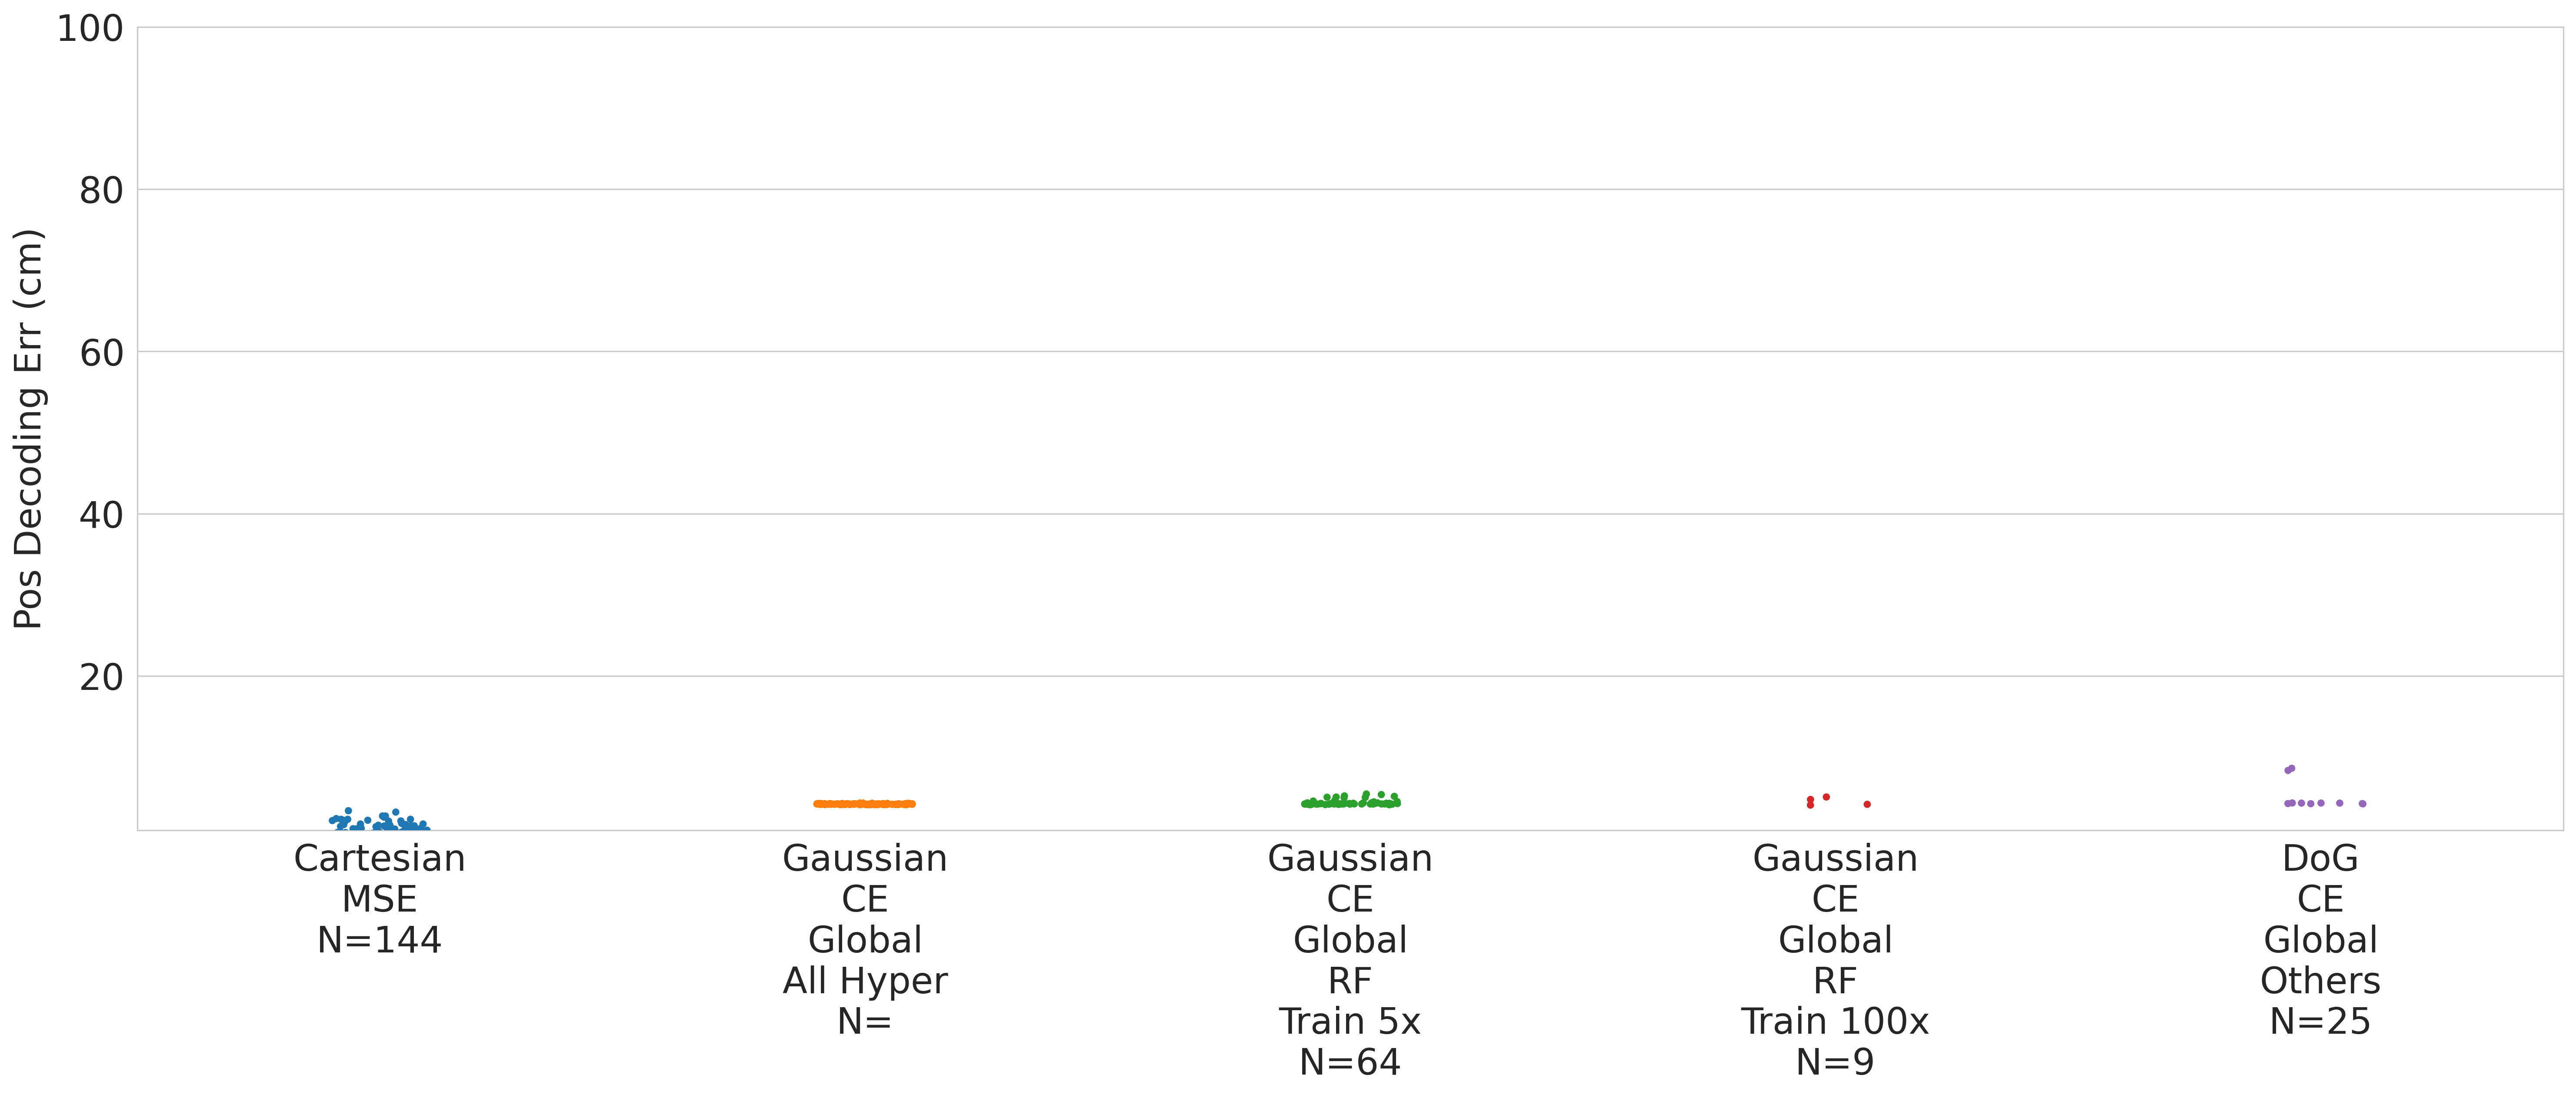 100
80
60
40
20
Pos Decoding Err (cm)
Cartesian
MSE
N=144
Gaussian
CE
Global
All Hyper
N=
Gaussian
CE
Global
RF
Train 5x
N=64
Gaussian
CE
Global
RF
Train 100x
N=9
DoG
CE
Global
Others
N=25